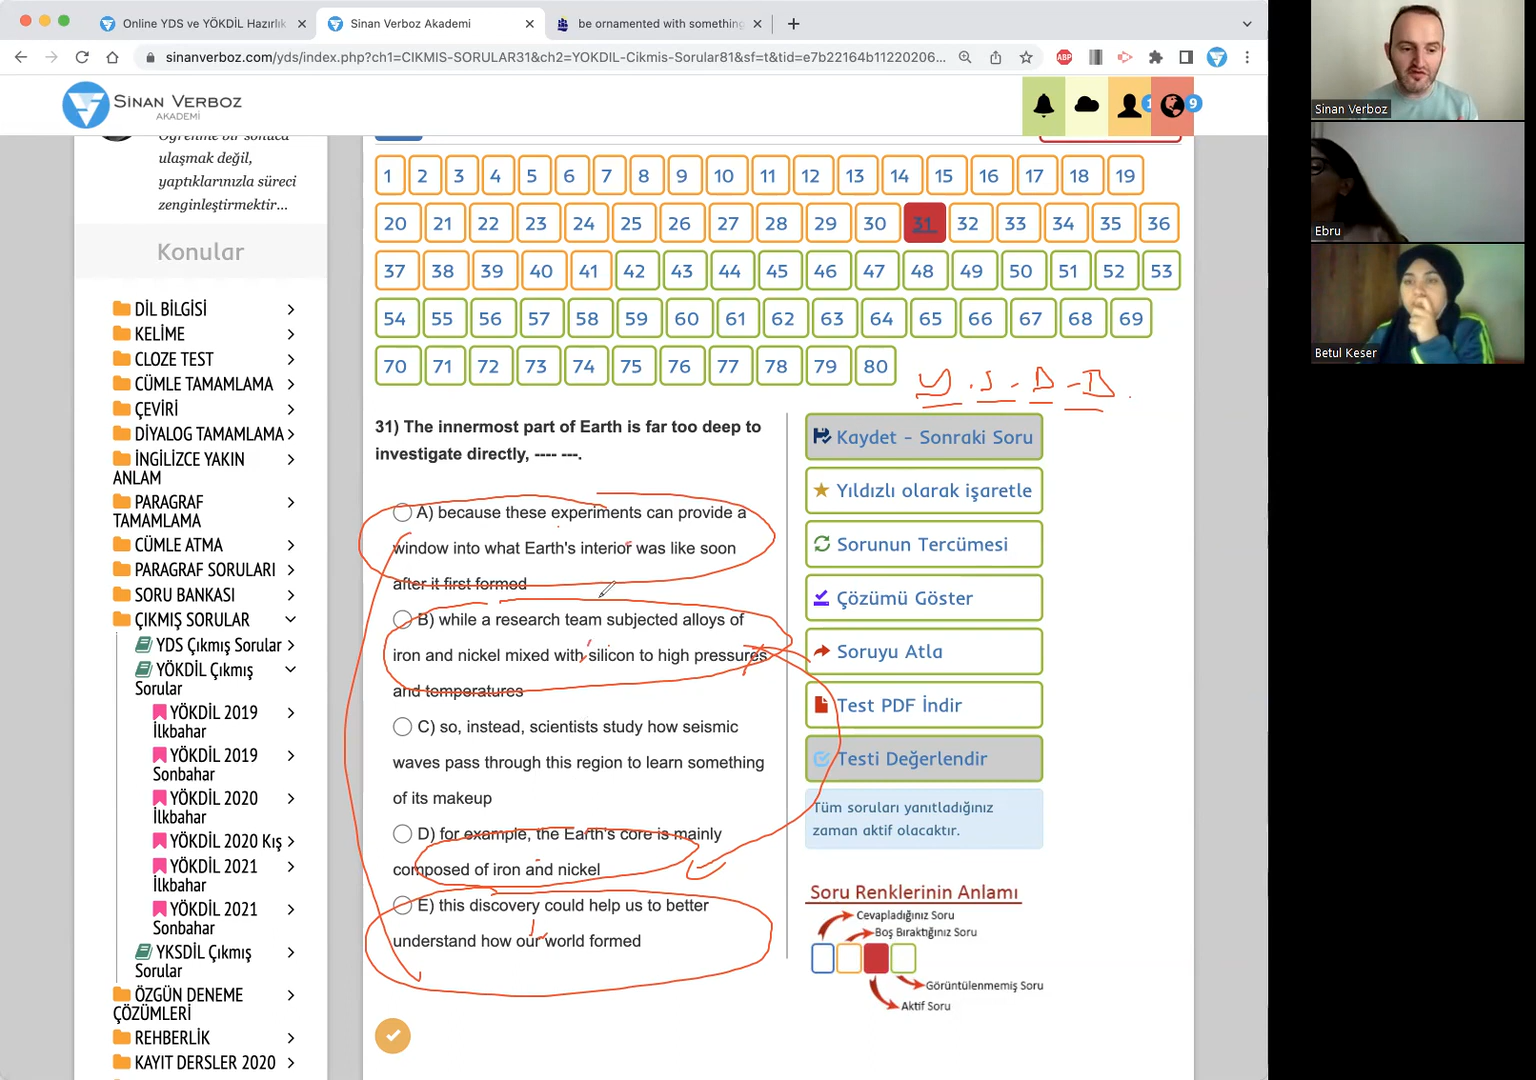 Online YDS ve YÖKDİL Hazırlık
Sinan Verboz Akademi
be ornamented with something
sinanverboz.com/yds/index.php?ch1=CIKMIS-SORULAR31&ch2=YOKDIL-Cikmis-Sorular81&sf=t&tid=e7b22164b11220206...
ABP
SİNAN VERBOZ
AKADEMİ
1
9
Öğrenme bir sonuca
ulaşmak değil,
yaptıklarınızla süreci
zenginleştirmektir...
Konular
DİL BİLGİSİ
KELİME
CLOZE TEST
CÜMLE TAMAMLAMA
ÇEVİRİ
DİYALOG TAMAMLAMA
İNGİLİZCE YAKIN
ANLAM
PARAGRAF
TAMAMLAMA
CÜMLE ATMA
PARAGRAF SORULARI
SORU BANKASI
ÇIKMIŞ SORULAR
YDS Çıkmış Sorular
YÖKDİL Çıkmış
Sorular
YÖKDİL 2019
İlkbahar
YÖKDİL 2019
Sonbahar
YÖKDİL 2020
İlkbahar
YÖKDİL 2020 Kış
YÖKDİL 2021
İlkbahar
YÖKDİL 2021
Sonbahar
YKSDİL Çıkmış
Sorular
ÖZGÜN DENEME
ÇÖZÜMLERİ
REHBERLİK
KAYIT DERSLER 2020
1 2 3 4 5 6 7 8 9 10 11 12 13 14 15 16 17 18 19
20 21 22 23 24 25 26 27 28 29 30 31 32 33 34 35 36
37 38 39 40 41 42 43 44 45 46 47 48 49 50 51 52 53
54 55 56 57 58 59 60 61 62 63 64 65 66 67 68 69
70 71 72 73 74 75 76 77 78 79 80
31) The innermost part of Earth is far too deep to
investigate directly, ---- ---.
A) because these experiments can provide a
window into what Earth's interior was like soon
after it first formed
B) while a research team subjected alloys of
iron and nickel mixed with silicon to high pressures
and temperatures
C) so, instead, scientists study how seismic
waves pass through this region to learn something
of its makeup
D) for example, the Earth's core is mainly
composed of iron and nickel
E) this discovery could help us to better
understand how our world formed
Kaydet - Sonraki Soru
Yıldızlı olarak işaretle
Sorunun Tercümesi
Çözümü Göster
Soruyu Atla
Test PDF İndir
Testi Değerlendir
Tüm soruları yanıtladığınız
zaman aktif olacaktır.
Soru Renklerinin Anlamı
Cevapladığınız Soru
Boş Bıraktığınız Soru
Görüntülenmemiş Soru
Aktif Soru
Sinan Verboz
Ebru
Betul Keser